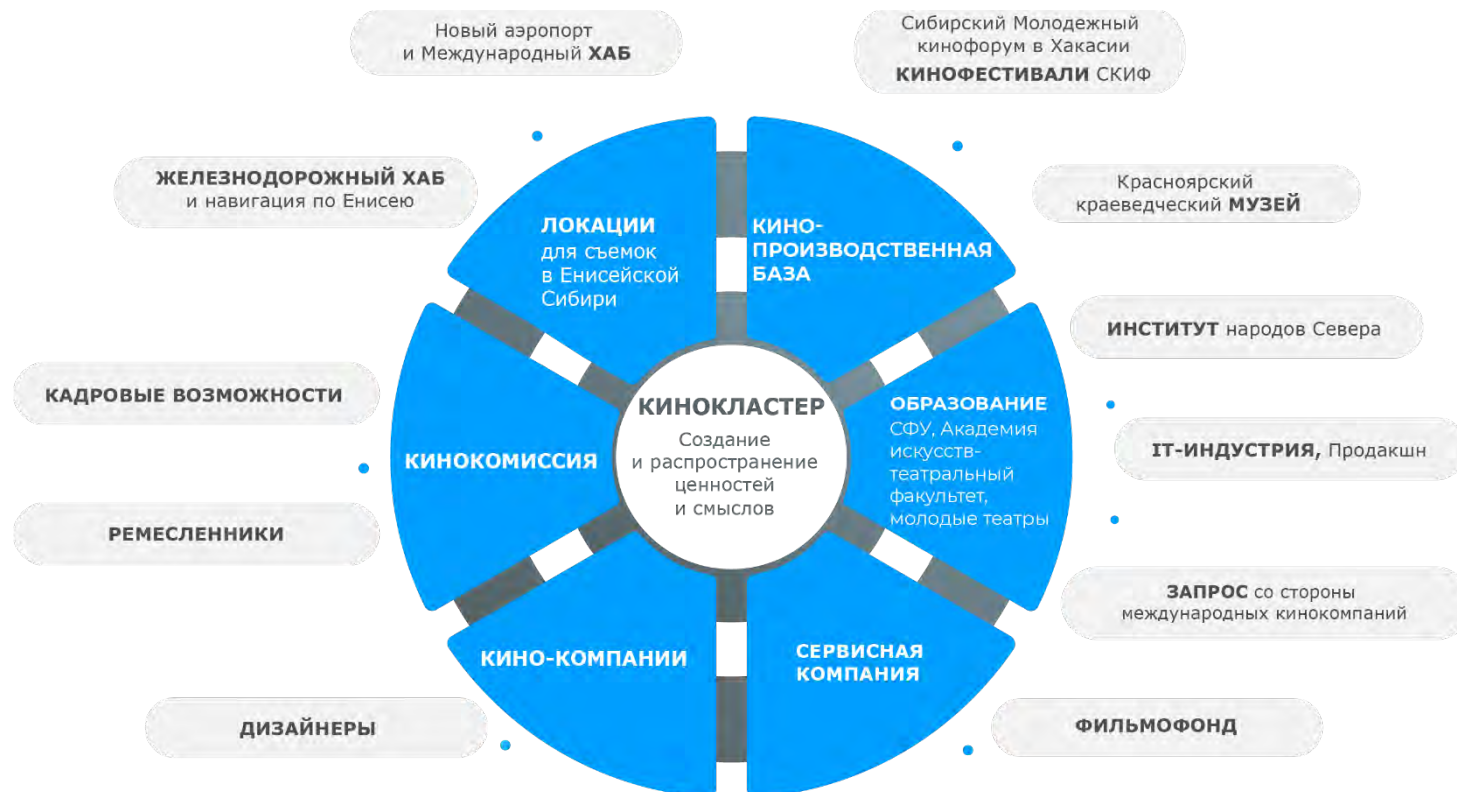 Новый аэропорт
и Международный ХАБ
Сибирский Молодежный
кинофорум в Хакасии
КИНОФЕСТИВАЛИ СКИФ
ЖЕЛЕЗНОДОРОЖНЫЙ ХАБ
и навигация по Енисею
Красноярский
краеведческий МУЗЕЙ
ЛОКАЦИИ
для съемок
в Енисейской
Сибири
КИНО-
ПРОИЗВОДСТВЕННАЯ
БАЗА
ИНСТИТУТ народов Севера
КАДРОВЫЕ ВОЗМОЖНОСТИ
КИНОКОМИССИЯ
КИНОКЛАСТЕР
Создание
и распространение
ценностей
и смыслов
ОБРАЗОВАНИЕ
СФУ, Академия
искусств-
театральный
факультет,
молодые театры
IT-ИНДУСТРИЯ, Продакшн
РЕМЕСЛЕННИКИ
ЗАПРОС со стороны
международных кинокомпаний
КИНО-КОМПАНИИ
СЕРВИСНАЯ
КОМПАНИЯ
ДИЗАЙНЕРЫ
ФИЛЬМОФОНД